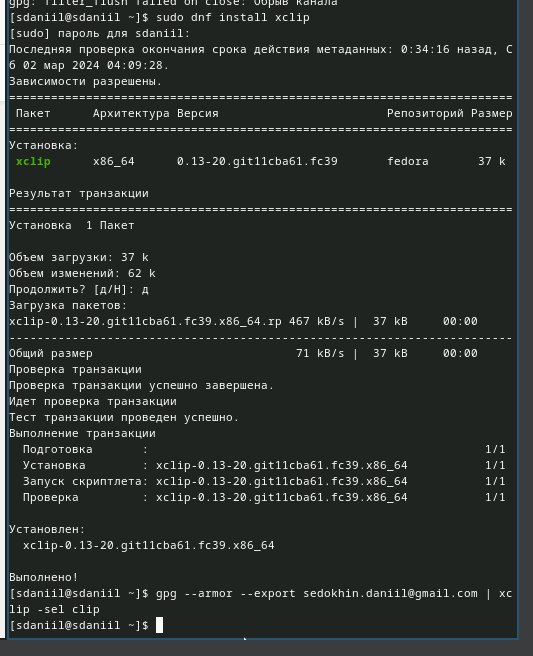 gpg: filter_flush failed on close: Обрыв канала
[sdaniil@sdaniil ~]$ sudo dnf install xclip
[sudo] пароль для sdaniil:
Последняя проверка окончания срока действия метаданных: 0:34:16 назад, С
б 02 мар 2024 04:09:28.
Зависимости разрешены.
========================================================================
Пакет Архитектура Версия Репозиторий Размер
========================================================================
Установка:
xclip x86_64 0.13-20.git11cba61.fc39 fedora 37 k
Результат транзакции
========================================================================
Установка 1 Пакет
Объем загрузки: 37 k
Объем изменений: 62 k
Продолжить? [д/Н]: д
Загрузка пакетов:
xclip-0.13-20.git11cba61.fc39.x86_64.rp 467 kB/s | 37 kB 00:00
------------------------------------------------------------------------
Общий размер 71 kB/s | 37 kB 00:00
Проверка транзакции
Проверка транзакции успешно завершена.
Идет проверка транзакции
Тест транзакции проведен успешно.
Выполнение транзакции
Подготовка : 1/1
Установка : xclip-0.13-20.git11cba61.fc39.x86_64 1/1
Запуск скриптлета: xclip-0.13-20.git11cba61.fc39.x86_64 1/1
Проверка : xclip-0.13-20.git11cba61.fc39.x86_64 1/1
Установлен:
xclip-0.13-20.git11cba61.fc39.x86_64
Выполнено!
[sdaniil@sdaniil ~]$ gpg --armor --export sedokhin.daniil@gmail.com | xc
lip -sel clip
[sdaniil@sdaniil ~]$